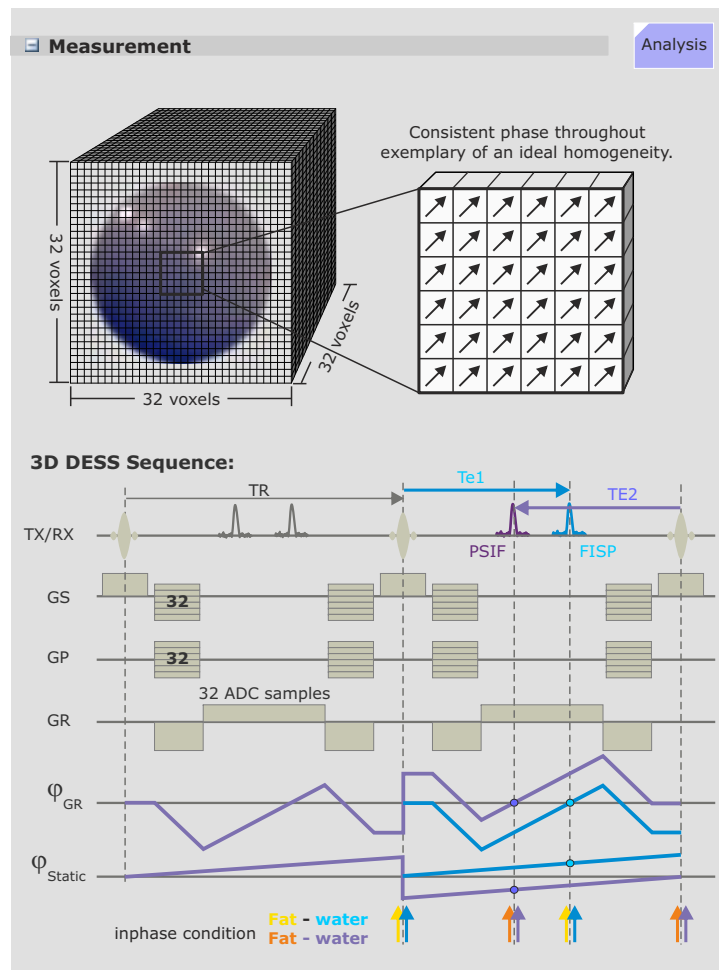 Measurement
Analysis
Consistent phase throughout
exemplary of an ideal homogeneity.
32 voxels
32 voxels
32 voxels
3D DESS Sequence:
Te1
TR
TE2
TX/RX
PSIF
FISP
GS
32
GP
32
32 ADC samples
GR
φGR
φStatic
inphase condition
Fat - water
Fat - water